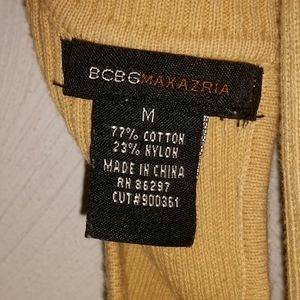 BCBGMAXAZRIA
M
77% COTTON
23% NYLON
MADE IN CHINA
RN 86297
CUT#900361